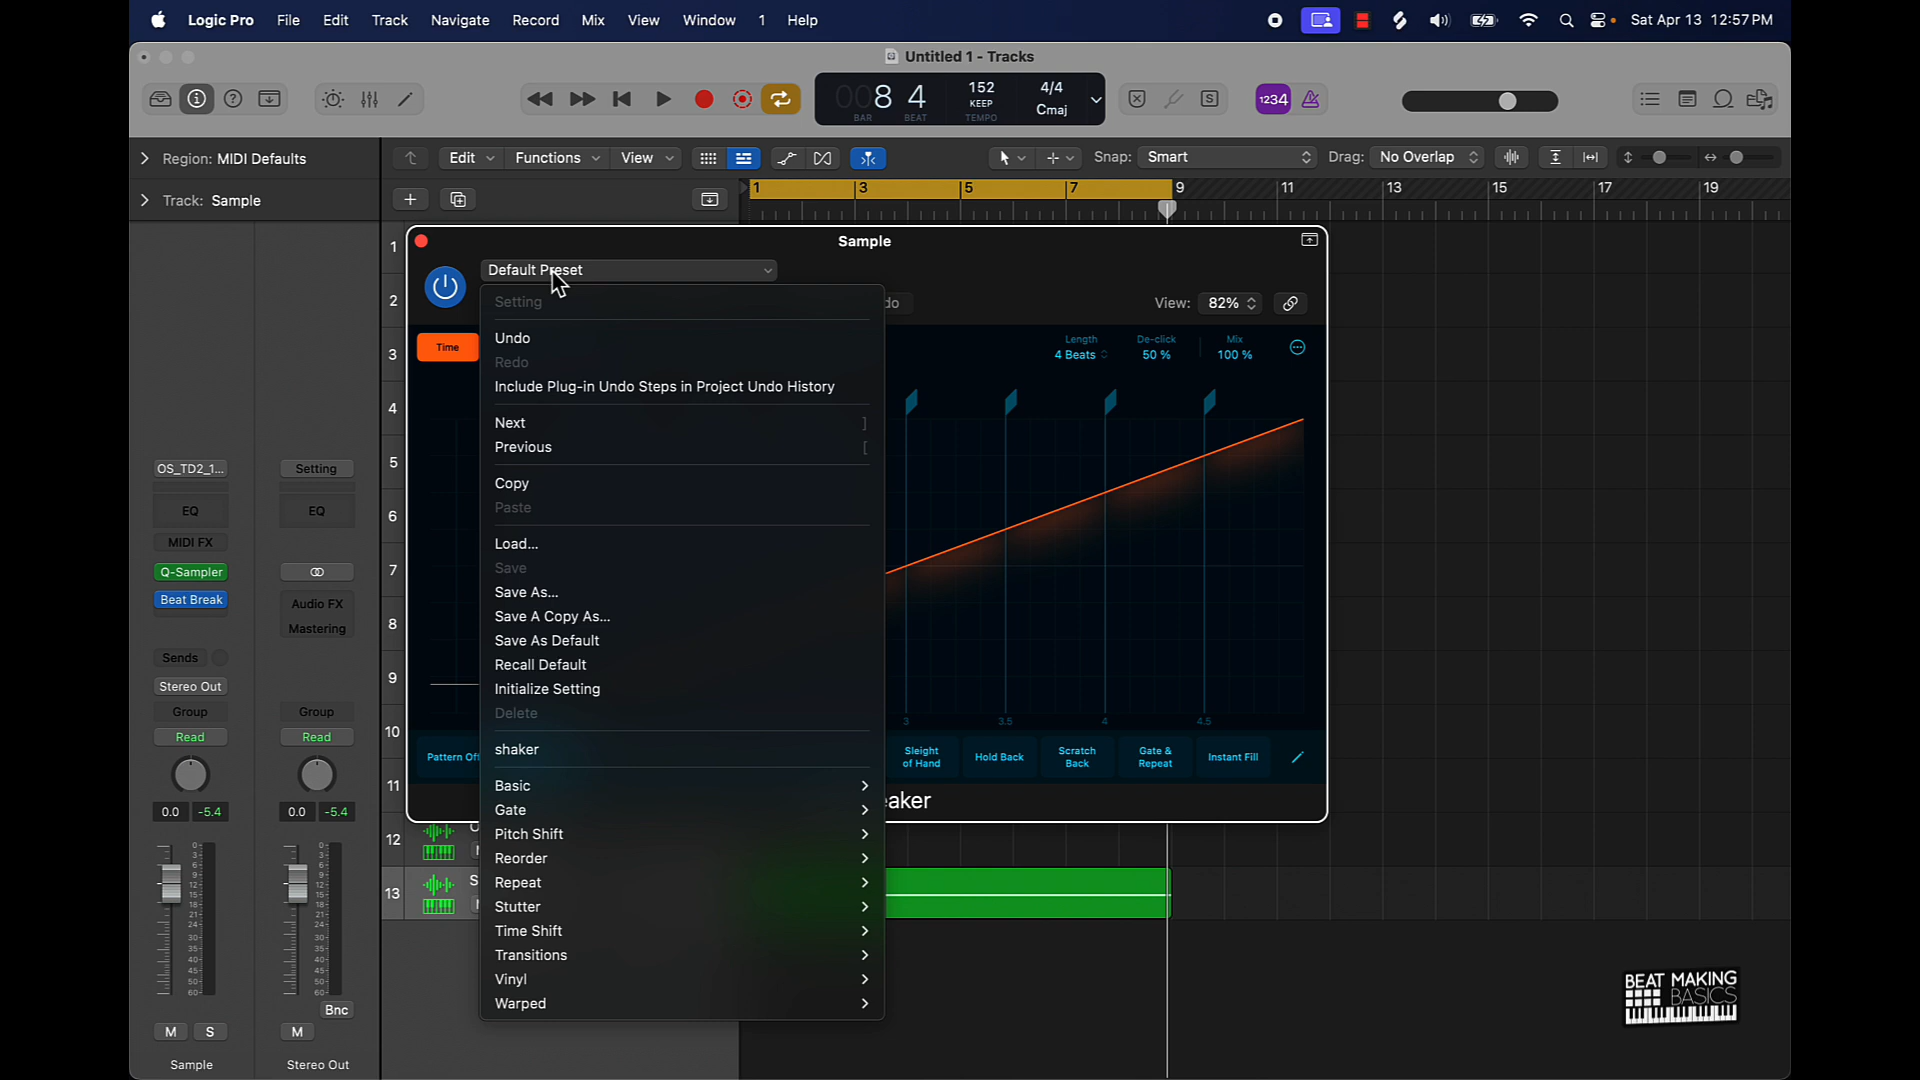 Logic Pro File Edit Track Navigate Record Mix View Window 1 Help
Sat Apr 13 12:57 PM
Untitled 1 - Tracks
008 4
BAR BEAT
152
KEEP
TEMPO
4/4
Cmaj
S
1234
Region: MIDI Defaults
Edit Functions View
Snap: Smart
Drag: No Overlap
Track: Sample
1 3 5 7 9 11 13 15 17 19
1
2
3
4
5
6
7
8
9
10
11
12
13
Sample
Default Preset
View: 82%
Time
Length
4 Beats
De-click
50 %
Mix
100 %
Setting
Undo
Redo
Include Plug-in Undo Steps in Project Undo History
Next ]
Previous [
Copy
Paste
Load...
Save
Save As...
Save A Copy As...
Save As Default
Recall Default
Initialize Setting
Delete
shaker
Basic
Gate
Pitch Shift
Reorder
Repeat
Stutter
Time Shift
Transitions
Vinyl
Warped
3 3.5 4 4.5
Pattern Off
Sleight
of Hand
Hold Back
Scratch
Back
Gate &
Repeat
Instant Fill
eaker
OS_TD2_1...
EQ
MIDI FX
Q-Sampler
Beat Break
Sends
Stereo Out
Group
Read
0.0 -5.4
M S
Sample
Setting
EQ
Audio FX
Mastering
Group
Read
0.0 -5.4
Bnc
M
Stereo Out
BEAT MAKING
BASICS